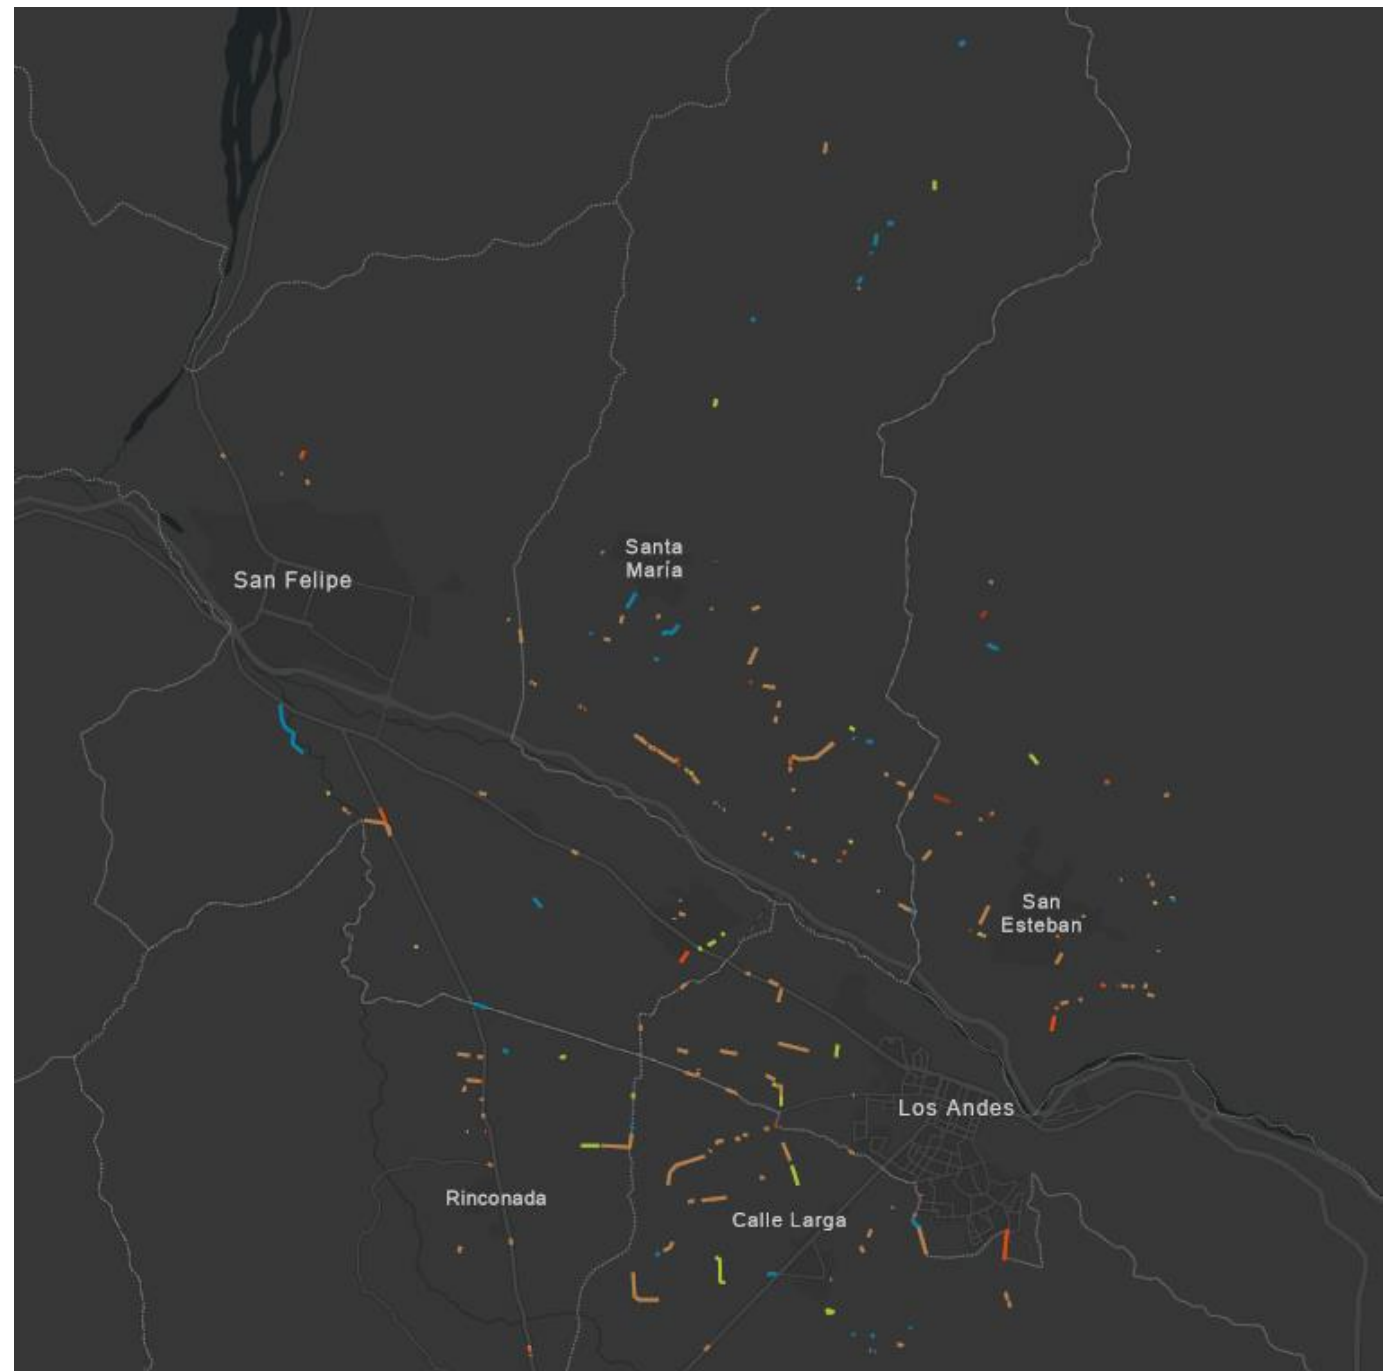 Santa
María
San Felipe
San
Esteban
Los Andes
Rinconada
Calle Larga